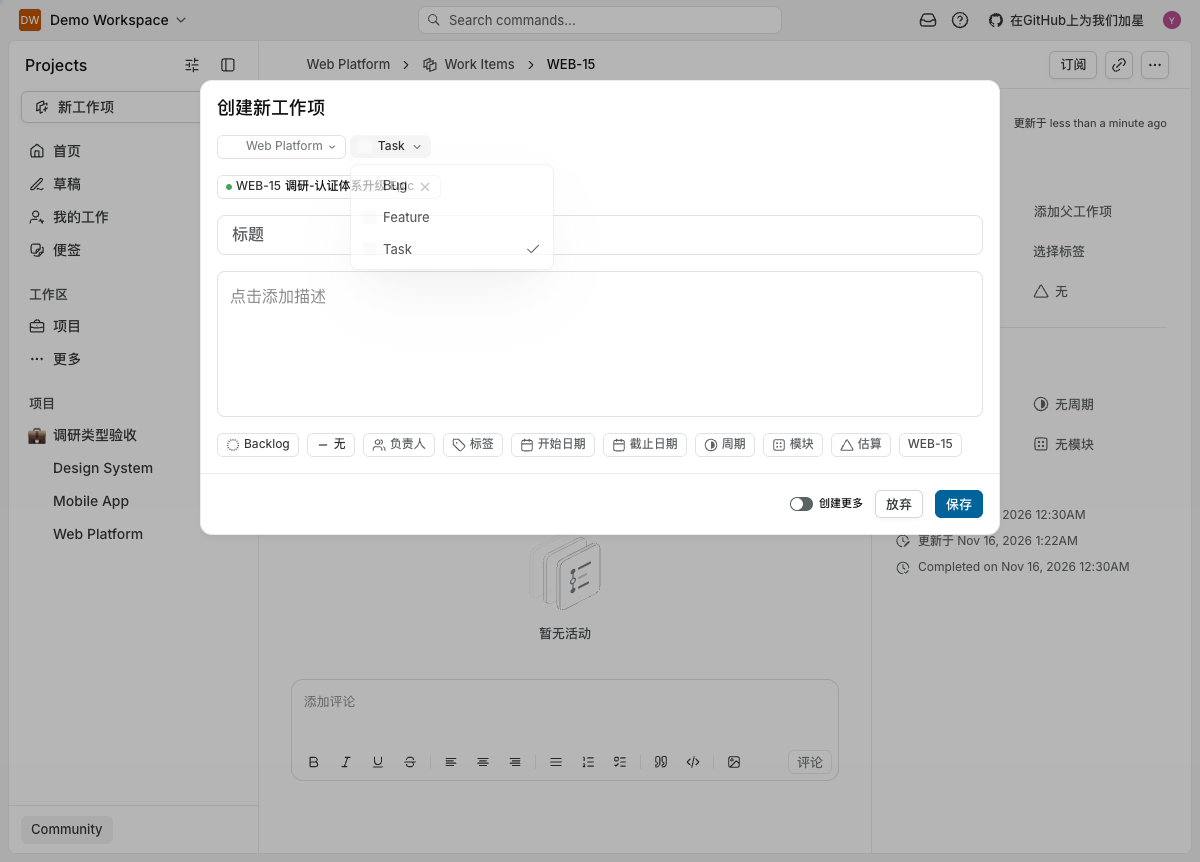 DW Demo Workspace
Search commands...
在GitHub上为我们加星
Y
Projects
Web Platform
Work Items
WEB-15
订阅
新工作项
更新于 less than a minute ago
首页
草稿
我的工作
便签
工作区
项目
更多
项目
调研类型验收
Design System
Mobile App
Web Platform
Community
创建新工作项
Web Platform
Task
WEB-15 调研-认证体系升级
Bug
Feature
Task
标题
点击添加描述
Backlog
无
负责人
标签
开始日期
截止日期
周期
模块
估算
WEB-15
创建更多
放弃
保存
添加父工作项
选择标签
无
无周期
无模块
2026 12:30AM
更新于 Nov 16, 2026 1:22AM
Completed on Nov 16, 2026 12:30AM
暂无活动
添加评论
评论